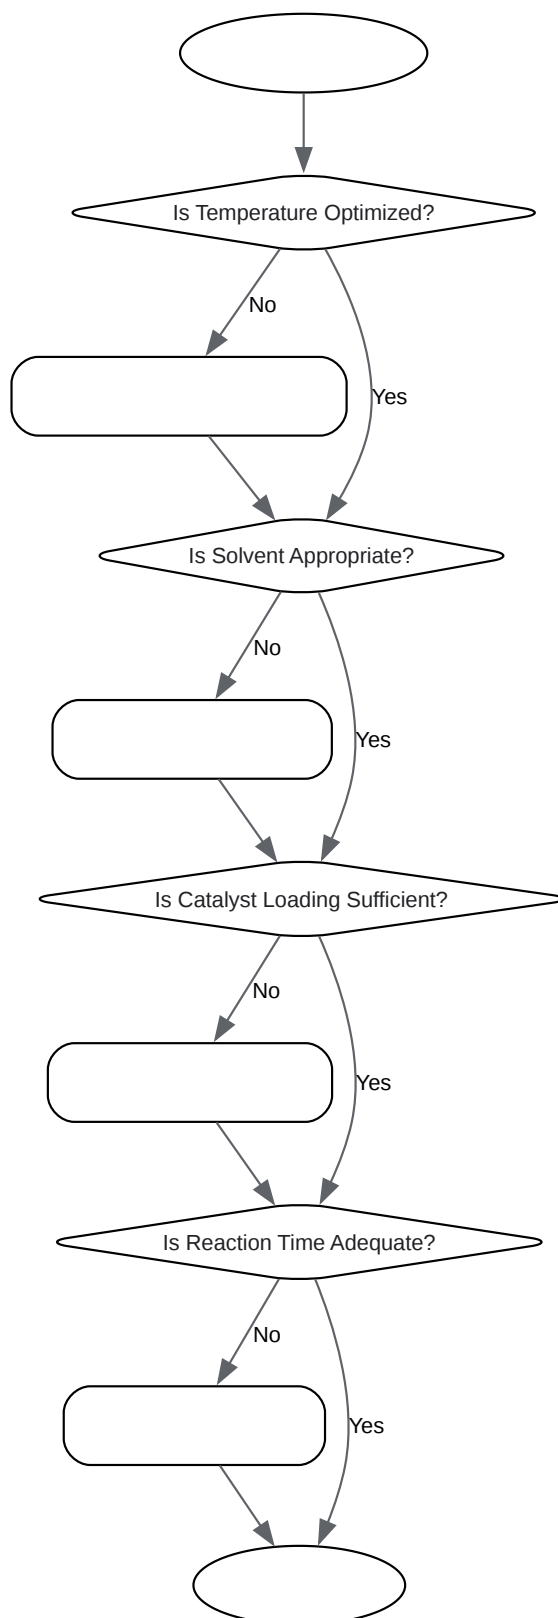 Is Temperature Optimized?
No
Yes
Is Solvent Appropriate?
No
Yes
Is Catalyst Loading Sufficient?
No
Yes
Is Reaction Time Adequate?
No
Yes